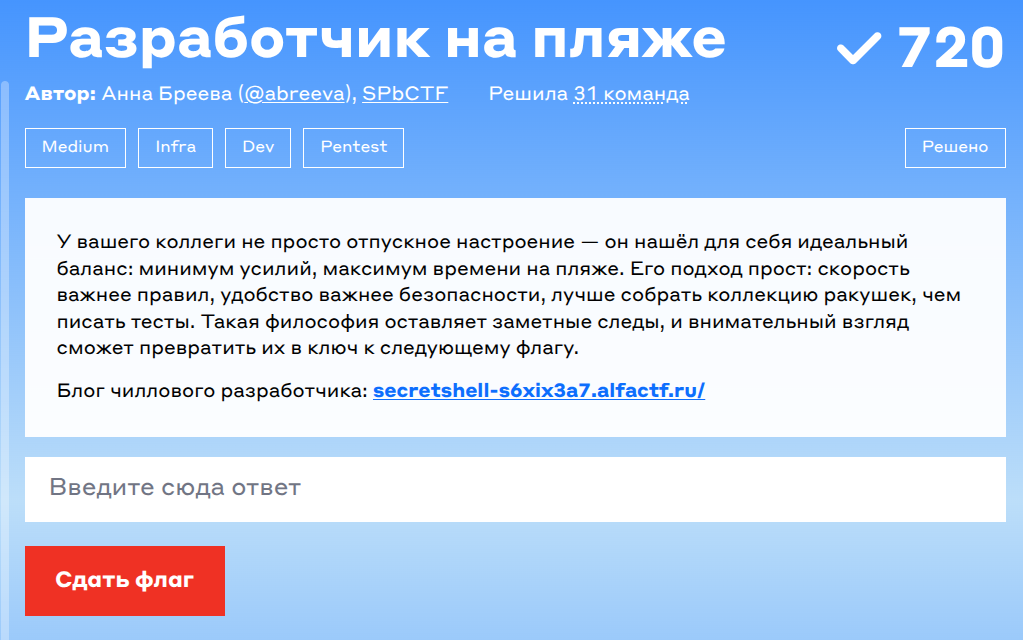 Разработчик на пляже
720
Автор: Анна Бреева (@abreeva), SPbCTF
Решила 31 команда
Medium
Infra
Dev
Pentest
Решено
У вашего коллеги не просто отпускное настроение — он нашёл для себя идеальный
баланс: минимум усилий, максимум времени на пляже. Его подход прост: скорость
важнее правил, удобство важнее безопасности, лучше собрать коллекцию ракушек, чем
писать тесты. Такая философия оставляет заметные следы, и внимательный взгляд
сможет превратить их в ключ к следующему флагу.
Блог чиллового разработчика: secretshell-s6xix3a7.alfactf.ru/
Введите сюда ответ
Сдать флаг